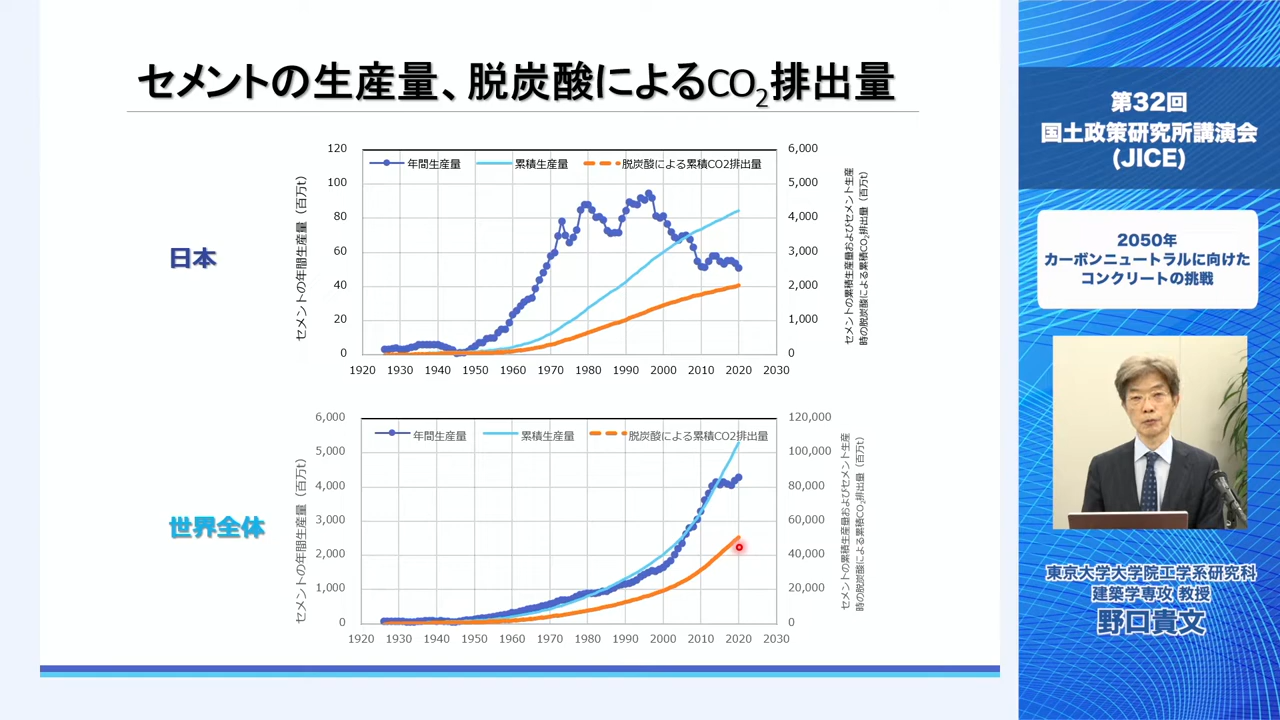 セメントの生産量、脱炭酸によるCO₂排出量
日本
年間生産量
累積生産量
脱炭酸による累積CO2排出量
セメントの年間生産量（百万t）
120
100
80
60
40
20
0
6,000
5,000
4,000
3,000
2,000
1,000
0
セメントの累積生産量およびセメント生産
時の脱炭酸による累積CO₂排出量（百万t）
1920 1930 1940 1950 1960 1970 1980 1990 2000 2010 2020 2030
世界全体
年間生産量
累積生産量
脱炭酸による累積CO2排出量
セメントの年間生産量（百万t）
6,000
5,000
4,000
3,000
2,000
1,000
0
120,000
100,000
80,000
60,000
40,000
20,000
0
セメントの累積生産量およびセメント生産
時の脱炭酸による累積CO₂排出量（百万t）
1920 1930 1940 1950 1960 1970 1980 1990 2000 2010 2020 2030
第32回
国土政策研究所講演会
(JICE)
2050年
カーボンニュートラルに向けた
コンクリートの挑戦
東京大学大学院工学系研究科
建築学専攻 教授
野口貴文